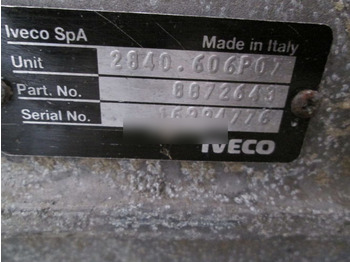 Iveco SpA Made in Italy
Unit 2840.606P07
Part. No. 8872643
Serial No.
IVECO